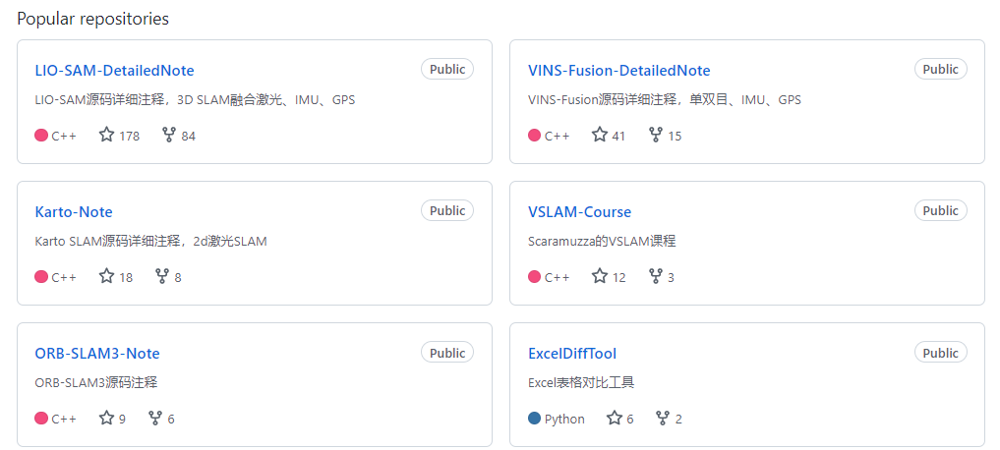 Popular repositories
LIO-SAM-DetailedNote Public
LIO-SAM源码详细注释，3D SLAM融合激光、IMU、GPS
C++ 178 84
VINS-Fusion-DetailedNote Public
VINS-Fusion源码详细注释，单双目、IMU、GPS
C++ 41 15
Karto-Note Public
Karto SLAM源码详细注释，2d激光SLAM
C++ 18 8
VSLAM-Course Public
Scaramuzza的VSLAM课程
C++ 12 3
ORB-SLAM3-Note Public
ORB-SLAM3源码注释
C++ 9 6
ExcelDiffTool Public
Excel表格对比工具
Python 6 2